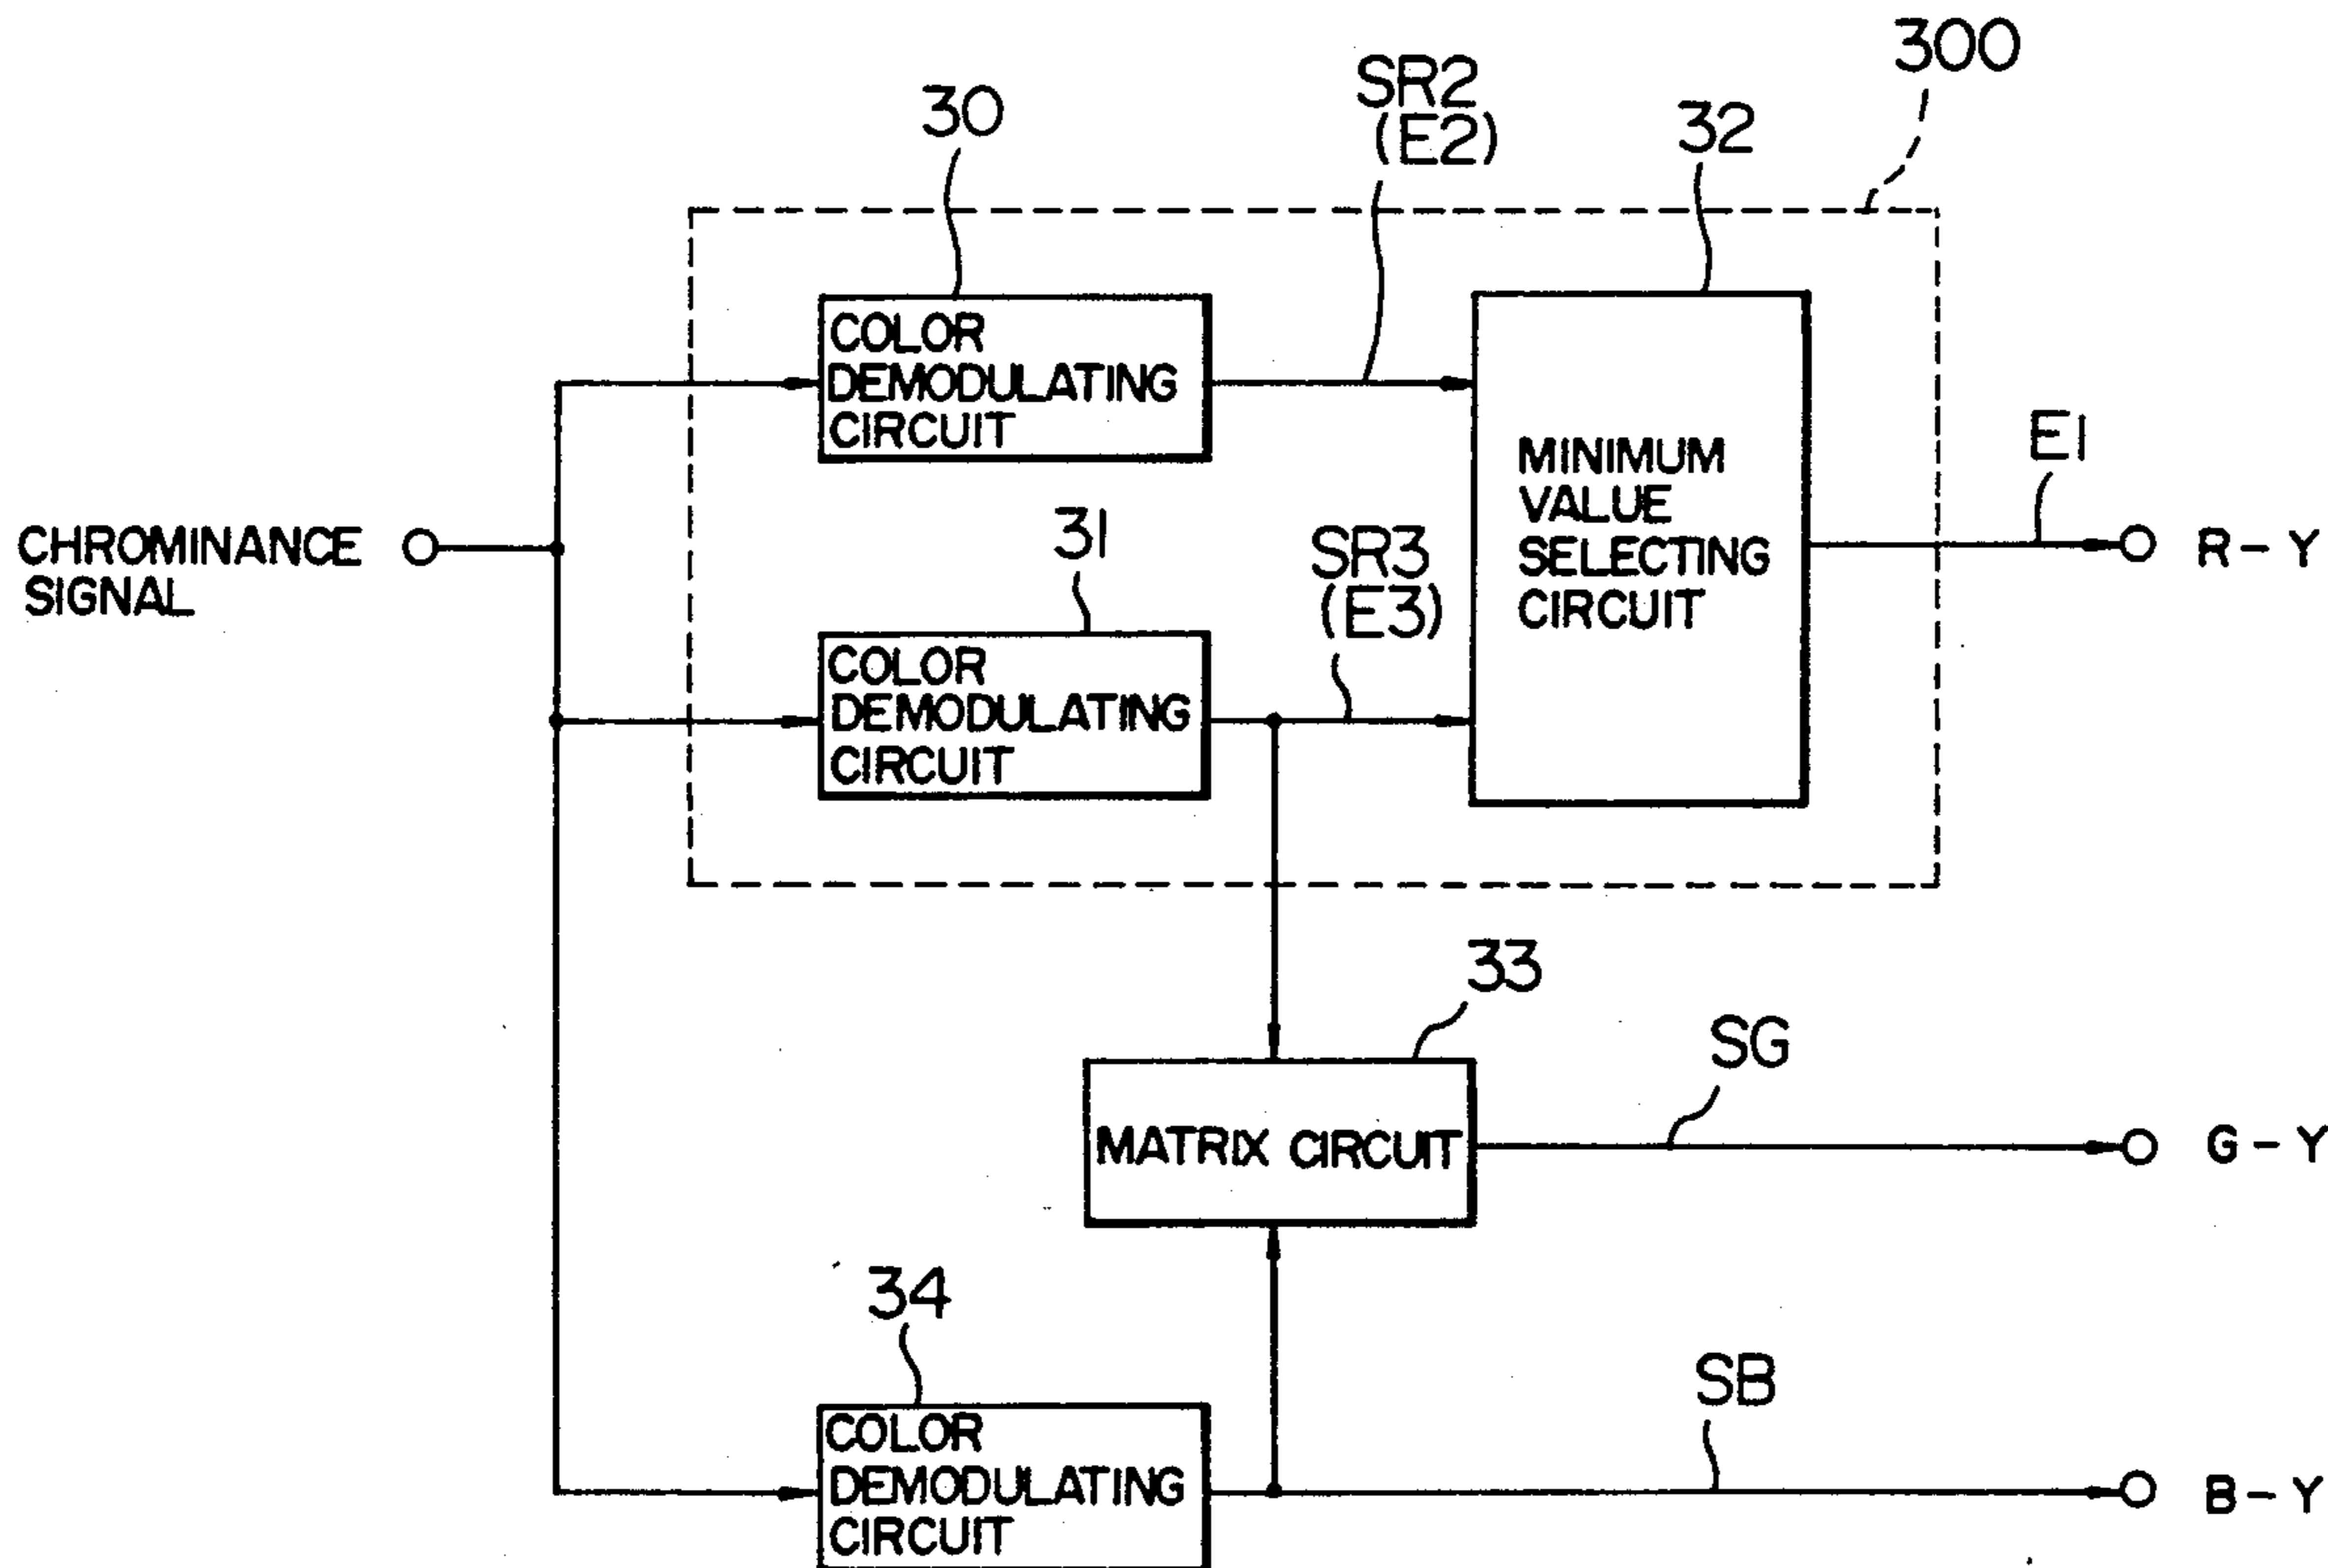 300
SR2
(E2)
30
32
COLOR
DEMODULATING
CIRCUIT
E1
MINIMUM
VALUE
SELECTING
CIRCUIT
CHROMINANCE
SIGNAL
31
SR3
(E3)
R-Y
COLOR
DEMODULATING
CIRCUIT
33
SG
MATRIX CIRCUIT
G-Y
34
SB
COLOR
DEMODULATING
CIRCUIT
B-Y